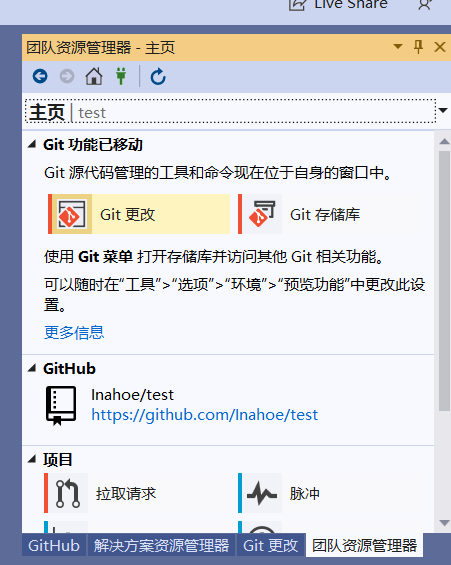 Live Share
团队资源管理器 - 主页
主页 | test
Git 功能已移动
Git 源代码管理的工具和命令现在位于自身的窗口中。
Git 更改
Git 存储库
使用 Git 菜单 打开存储库并访问其他 Git 相关功能。
可以随时在“工具”>“选项”>“环境”>“预览功能”中更改此设
置。
更多信息
GitHub
lnahoe/test
https://github.com/lnahoe/test
项目
拉取请求
脉冲
GitHub
解决方案资源管理器
Git 更改
团队资源管理器